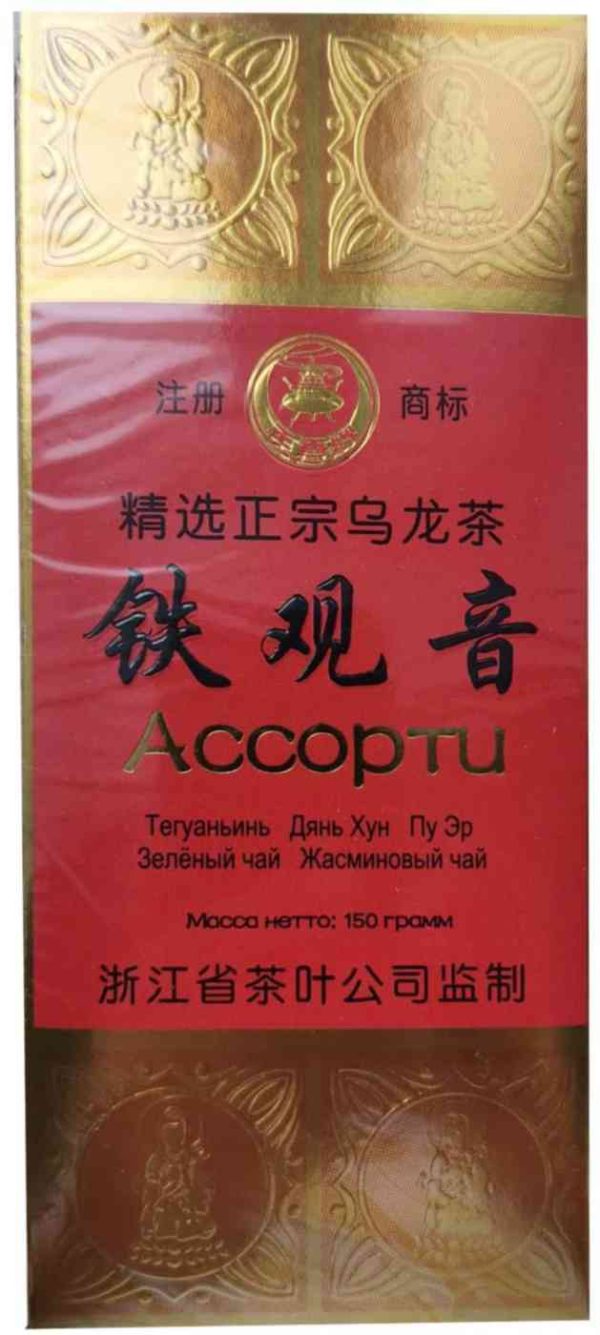 注册 商标
精选正宗乌龙茶
铁观音
Ассорти
Тегуаньинь Дянь Хун Пу Эр
Зелёный чай Жасминовый чай
Масса нетто: 150 грамм
浙江省茶叶公司监制